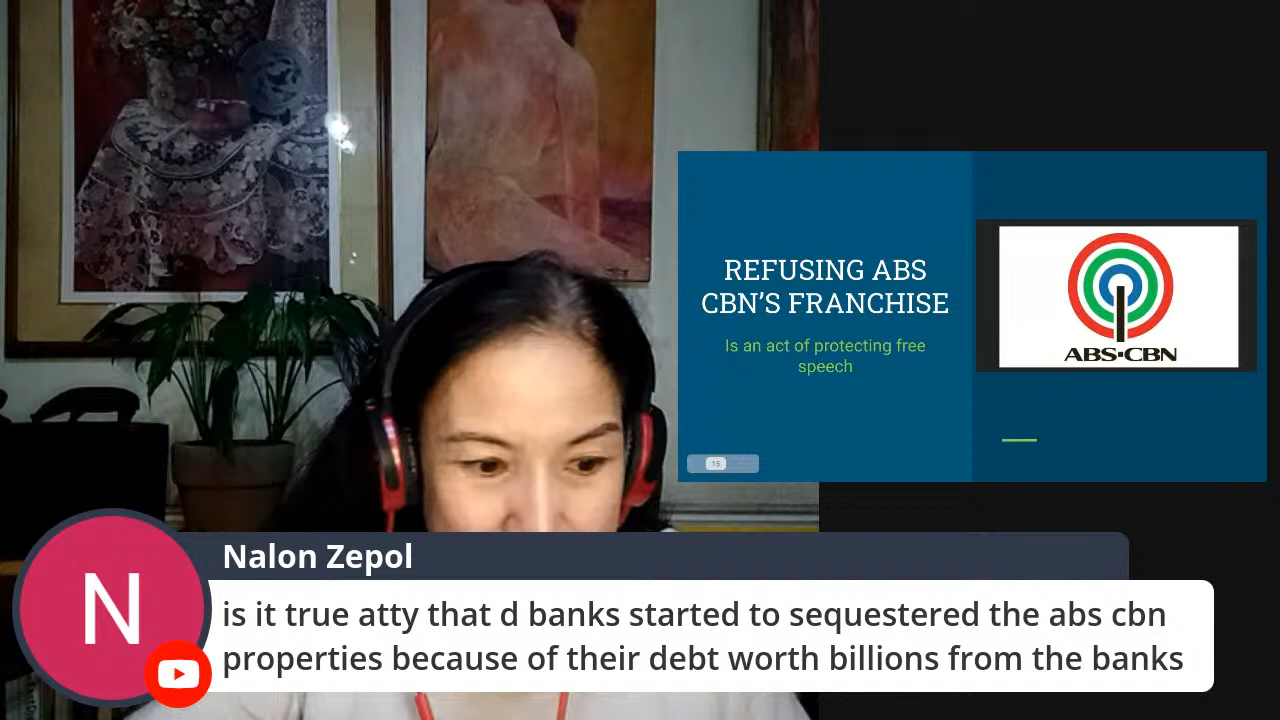 REFUSING ABS
CBN'S FRANCHISE
Is an act of protecting free
speech
ABS-CBN
15
N
Nalon Zepol
is it true atty that d banks started to sequestered the abs cbn
properties because of their debt worth billions from the banks